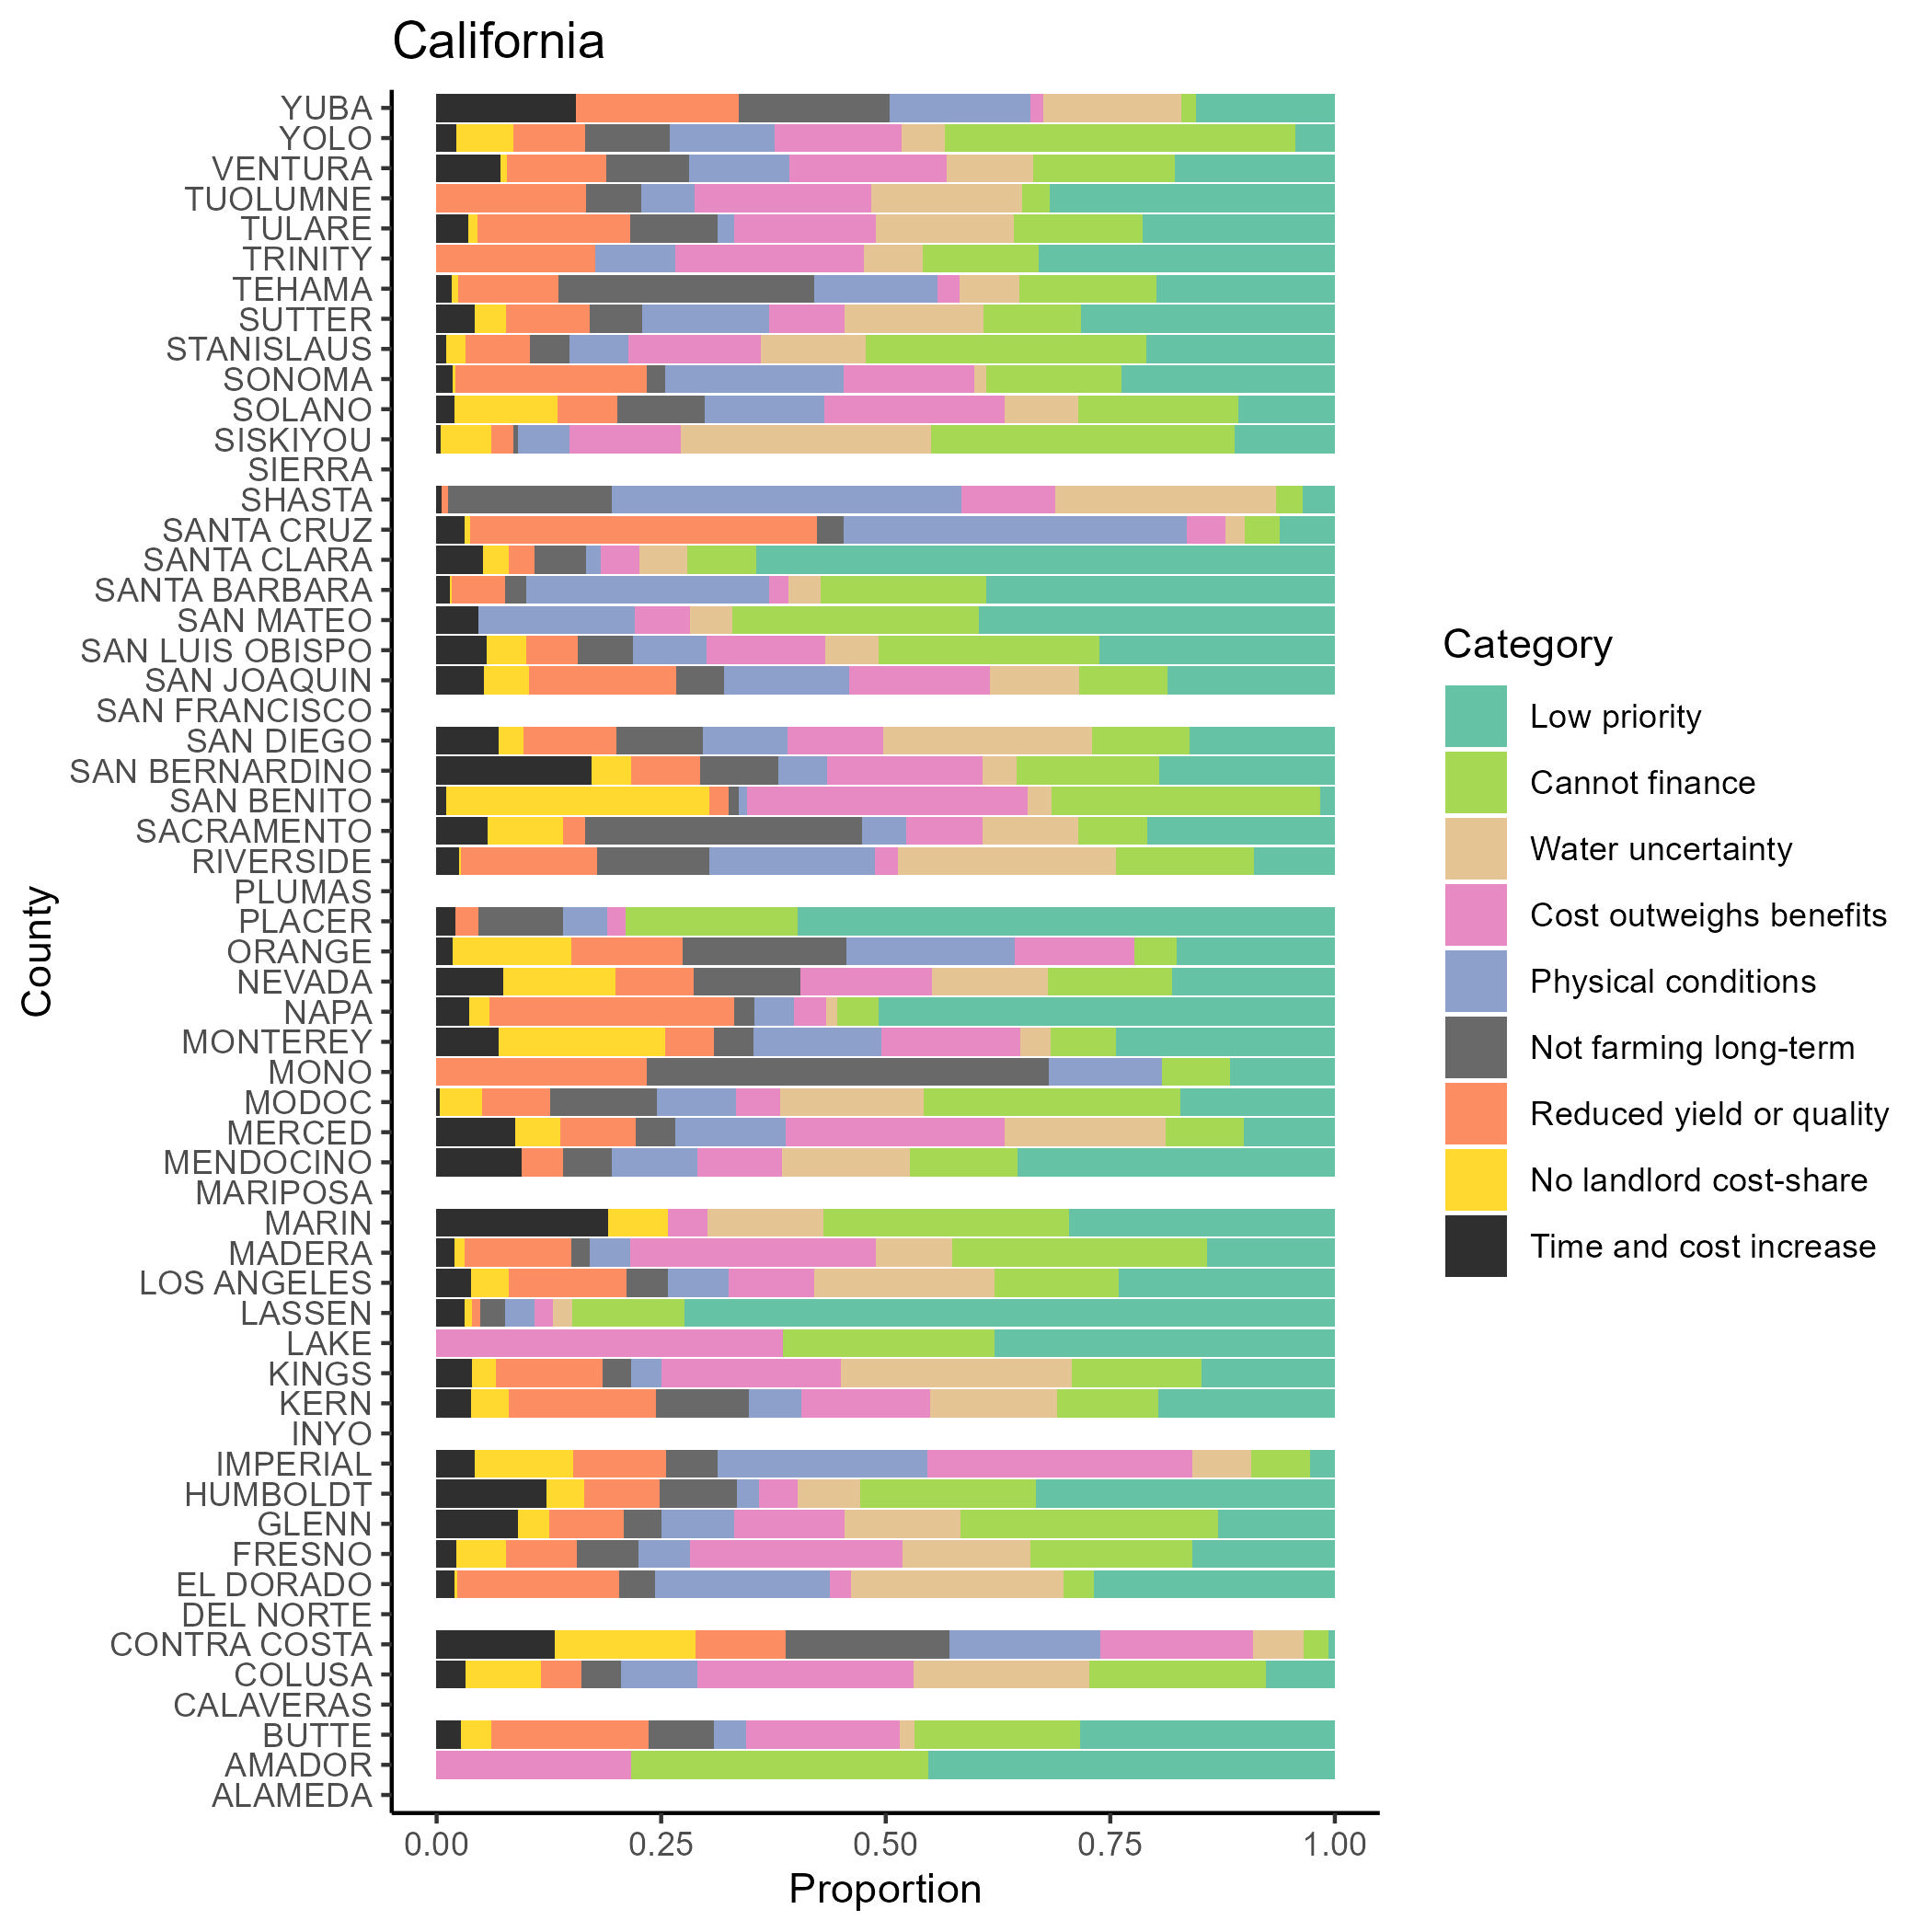 California
YUBA
YOLO
VENTURA
TUOLUMNE
TULARE
TRINITY
TEHAMA
SUTTER
STANISLAUS
SONOMA
SOLANO
SISKIYOU
SIERRA
SHASTA
SANTA CRUZ
SANTA CLARA
SANTA BARBARA
SAN MATEO
SAN LUIS OBISPO
SAN JOAQUIN
SAN FRANCISCO
SAN DIEGO
SAN BERNARDINO
SAN BENITO
SACRAMENTO
RIVERSIDE
PLUMAS
PLACER
ORANGE
NEVADA
NAPA
MONTEREY
MONO
MODOC
MERCED
MENDOCINO
MARIPOSA
MARIN
MADERA
LOS ANGELES
LASSEN
LAKE
KINGS
KERN
INYO
IMPERIAL
HUMBOLDT
GLENN
FRESNO
EL DORADO
DEL NORTE
CONTRA COSTA
COLUSA
CALAVERAS
BUTTE
AMADOR
ALAMEDA
County
0.00 0.25 0.50 0.75 1.00
Proportion
Category
Low priority
Cannot finance
Water uncertainty
Cost outweighs benefits
Physical conditions
Not farming long-term
Reduced yield or quality
No landlord cost-share
Time and cost increase